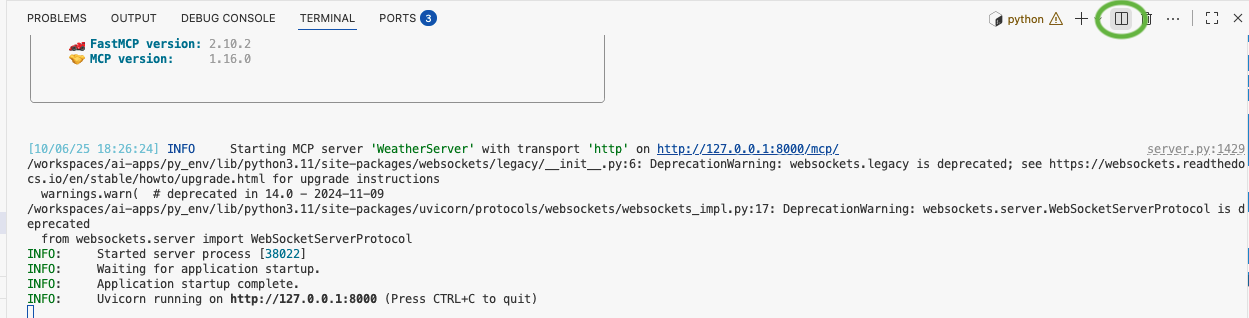 PROBLEMS OUTPUT DEBUG CONSOLE TERMINAL PORTS 3 python
FastMCP version: 2.10.2
MCP version: 1.16.0
[10/06/25 18:26:24] INFO Starting MCP server 'WeatherServer' with transport 'http' on http://127.0.0.1:8000/mcp/ server.py:1429
/workspaces/ai-apps/py_env/lib/python3.11/site-packages/websockets/legacy/__init__.py:6: DeprecationWarning: websockets.legacy is deprecated; see https://websockets.readthedo
cs.io/en/stable/howto/upgrade.html for upgrade instructions
warnings.warn( # deprecated in 14.0 - 2024-11-09
/workspaces/ai-apps/py_env/lib/python3.11/site-packages/uvicorn/protocols/websockets/websockets_impl.py:17: DeprecationWarning: websockets.server.WebSocketServerProtocol is d
eprecated
from websockets.server import WebSocketServerProtocol
INFO: Started server process [38022]
INFO: Waiting for application startup.
INFO: Application startup complete.
INFO: Uvicorn running on http://127.0.0.1:8000 (Press CTRL+C to quit)